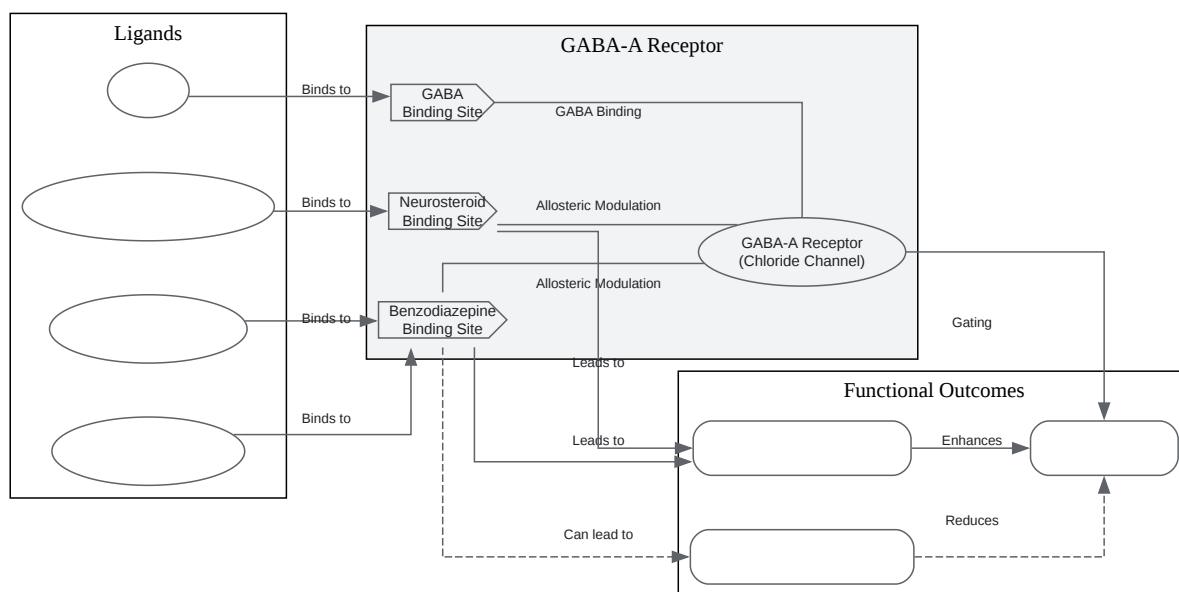 Ligands
GABA-A Receptor
Binds to
GABA
Binding Site
GABA Binding
Binds to
Neurosteroid
Binding Site
Allosteric Modulation
GABA-A Receptor
(Chloride Channel)
Allosteric Modulation
Binds to
Benzodiazepine
Binding Site
Gating
Leads to
Functional Outcomes
Binds to
Leads to
Enhances
Can lead to
Reduces